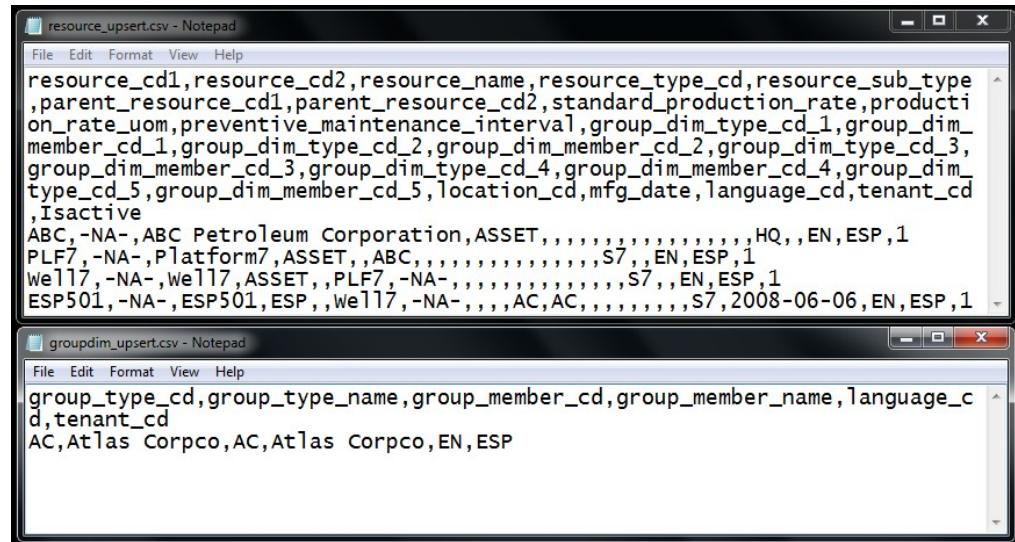 resource_upsert.csv - Notepad
File Edit Format View Help
resource_cd1,resource_cd2,resource_name,resource_type_cd,resource_sub_type
,parent_resource_cd1,parent_resource_cd2,standard_production_rate,producti
on_rate_uom,preventive_maintenance_interval,group_dim_type_cd_1,group_dim_
member_cd_1,group_dim_type_cd_2,group_dim_member_cd_2,group_dim_type_cd_3,
group_dim_member_cd_3,group_dim_type_cd_4,group_dim_member_cd_4,group_dim_
type_cd_5,group_dim_member_cd_5,location_cd,mfg_date,language_cd,tenant_cd
,Isactive
ABC,-NA-,ABC Petroleum Corporation,ASSET,,,,,,,,,,,,,,,,,HQ,,EN,ESP,1
PLF7,-NA-,Platform7,ASSET,,ABC,,,,,,,,,,,,,,,S7,,EN,ESP,1
Well7,-NA-,Well7,ASSET,,PLF7,-NA-,,,,,,,,,,,,,,S7,,EN,ESP,1
ESP501,-NA-,ESP501,ESP,,Well7,-NA-,,,,AC,AC,,,,,,,,,S7,2008-06-06,EN,ESP,1
groupdim_upsert.csv - Notepad
File Edit Format View Help
group_type_cd,group_type_name,group_member_cd,group_member_name,language_c
d,tenant_cd
AC,Atlas Corpco,AC,Atlas Corpco,EN,ESP